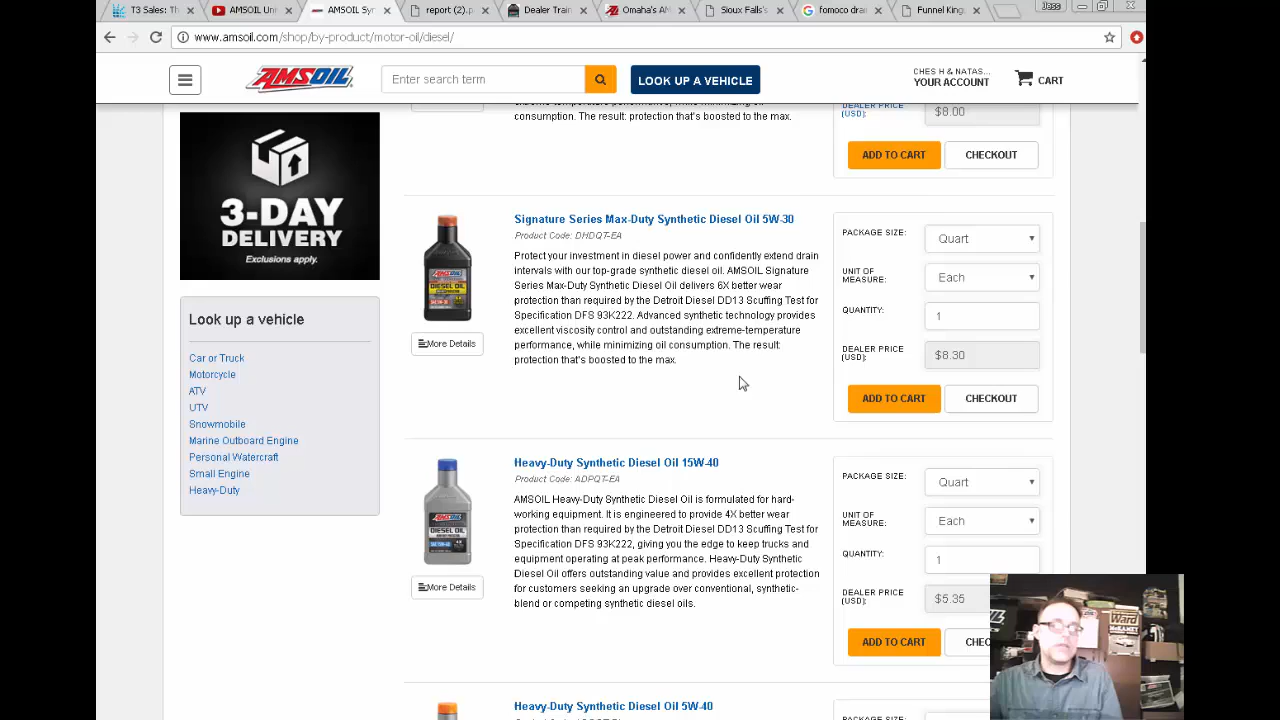 T3 Sales: Th
AMSOIL Univ
AMSOIL Syn
report (2).p
Dealer Train
Omaha's AM
Sioux Falls's
fomoco drai
Funnel King
Jess
www.amsoil.com/shop/by-product/motor-oil/diesel/
AMSOIL
Enter search term
LOOK UP A VEHICLE
CHES H & NATAS...
YOUR ACCOUNT
CART
consumption. The result: protection that's boosted to the max.
DEALER PRICE
(USD):
$8.00
ADD TO CART
CHECKOUT
3-DAY
DELIVERY
Exclusions apply.
Look up a vehicle
Car or Truck
Motorcycle
ATV
UTV
Snowmobile
Marine Outboard Engine
Personal Watercraft
Small Engine
Heavy-Duty
Signature Series Max-Duty Synthetic Diesel Oil 5W-30
Product Code: DHDQT-EA
Protect your investment in diesel power and confidently extend drain
intervals with our top-grade synthetic diesel oil. AMSOIL Signature
Series Max-Duty Synthetic Diesel Oil delivers 6X better wear
protection than required by the Detroit Diesel DD13 Scuffing Test for
Specification DFS 93K222. Advanced synthetic technology provides
excellent viscosity control and outstanding extreme-temperature
performance, while minimizing oil consumption. The result:
protection that's boosted to the max.
More Details
PACKAGE SIZE:
Quart
UNIT OF
MEASURE:
Each
QUANTITY:
1
DEALER PRICE
(USD):
$8.30
ADD TO CART
CHECKOUT
Heavy-Duty Synthetic Diesel Oil 15W-40
Product Code: ADPQT-EA
AMSOIL Heavy-Duty Synthetic Diesel Oil is formulated for hard-
working equipment. It is engineered to provide 4X better wear
protection than required by the Detroit Diesel DD13 Scuffing Test for
Specification DFS 93K222, giving you the edge to keep trucks and
equipment operating at peak performance. Heavy-Duty Synthetic
Diesel Oil offers outstanding value and provides excellent protection
for customers seeking an upgrade over conventional, synthetic-
blend or competing synthetic diesel oils.
AMSOIL
DIESEL OIL
More Details
PACKAGE SIZE:
Quart
UNIT OF
MEASURE:
Each
QUANTITY:
1
DEALER PRICE
(USD):
$5.35
ADD TO CART
CHEC
Ward
Heavy-Duty Synthetic Diesel Oil 5W-40